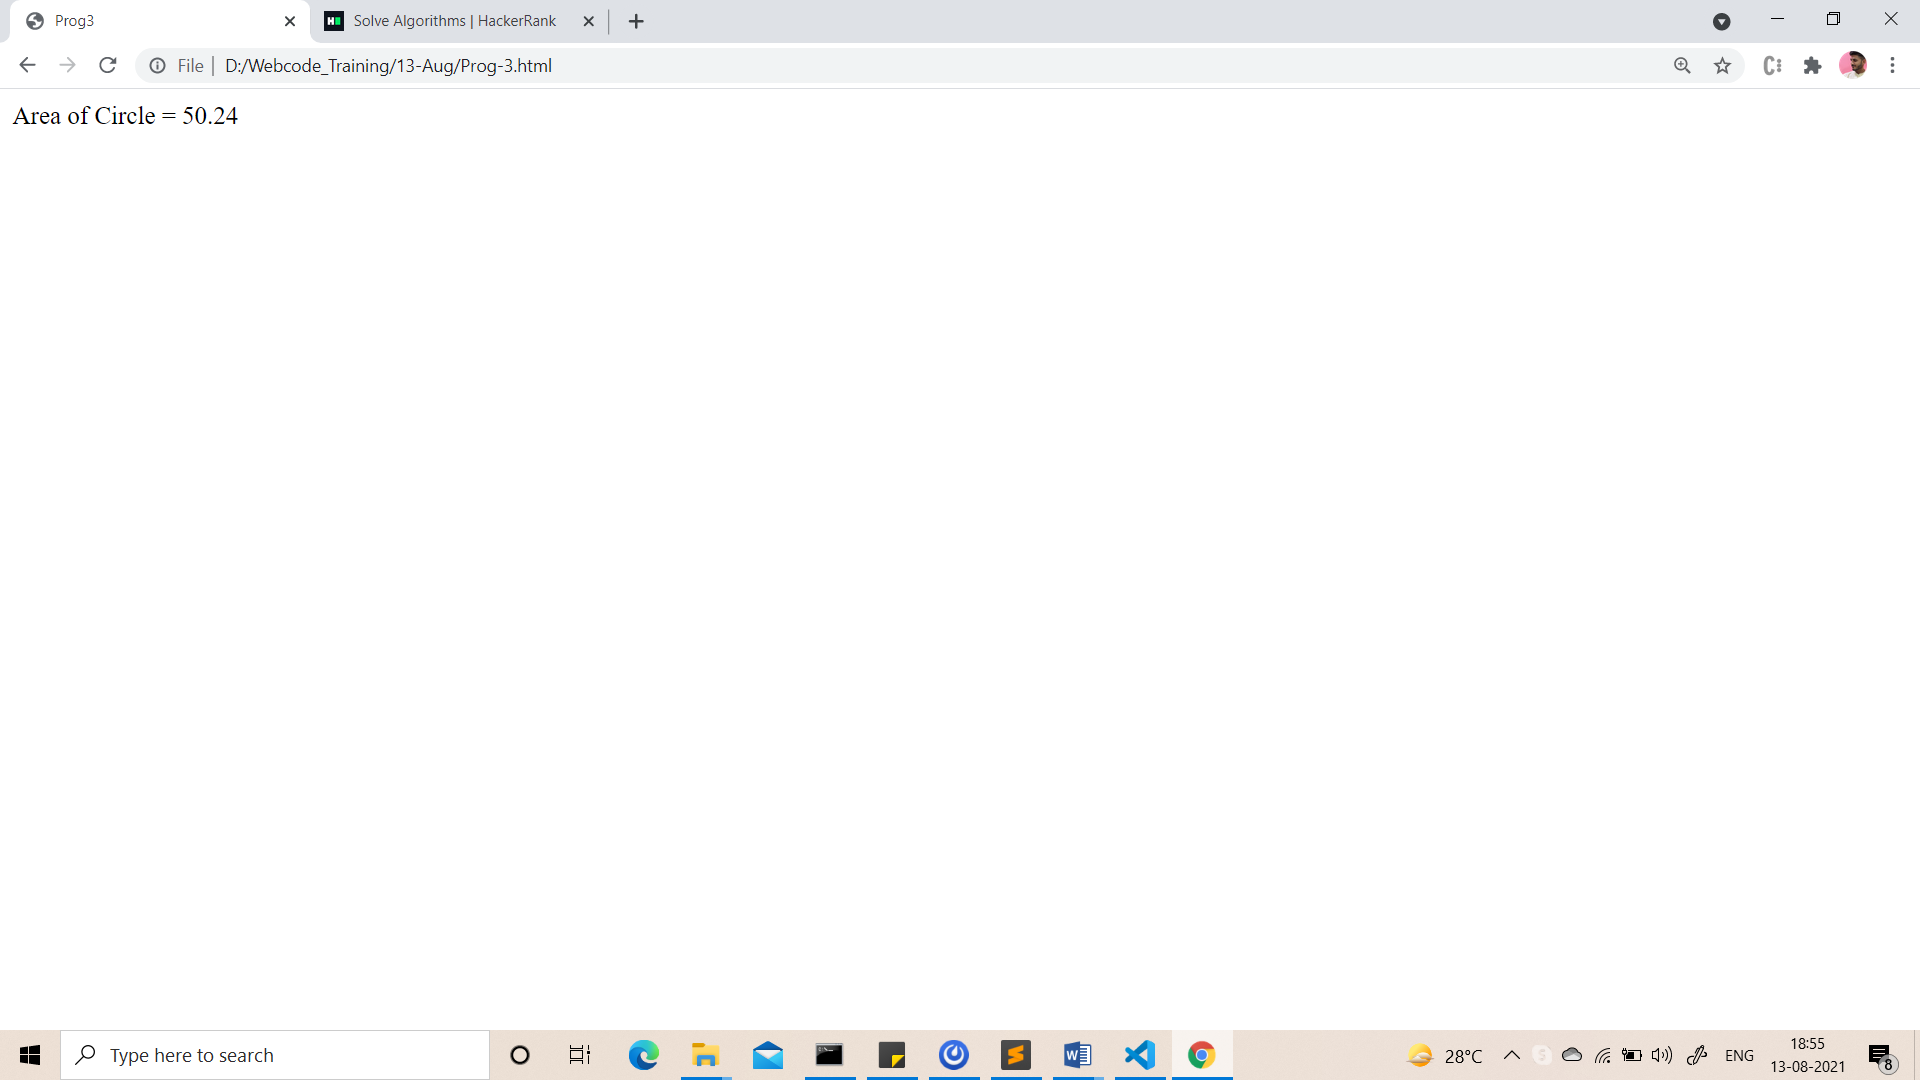 Prog3
Solve Algorithms | HackerRank
File
D:/Webcode_Training/13-Aug/Prog-3.html
Area of Circle = 50.24
Type here to search
28°C
ENG
18:55
13-08-2021
8